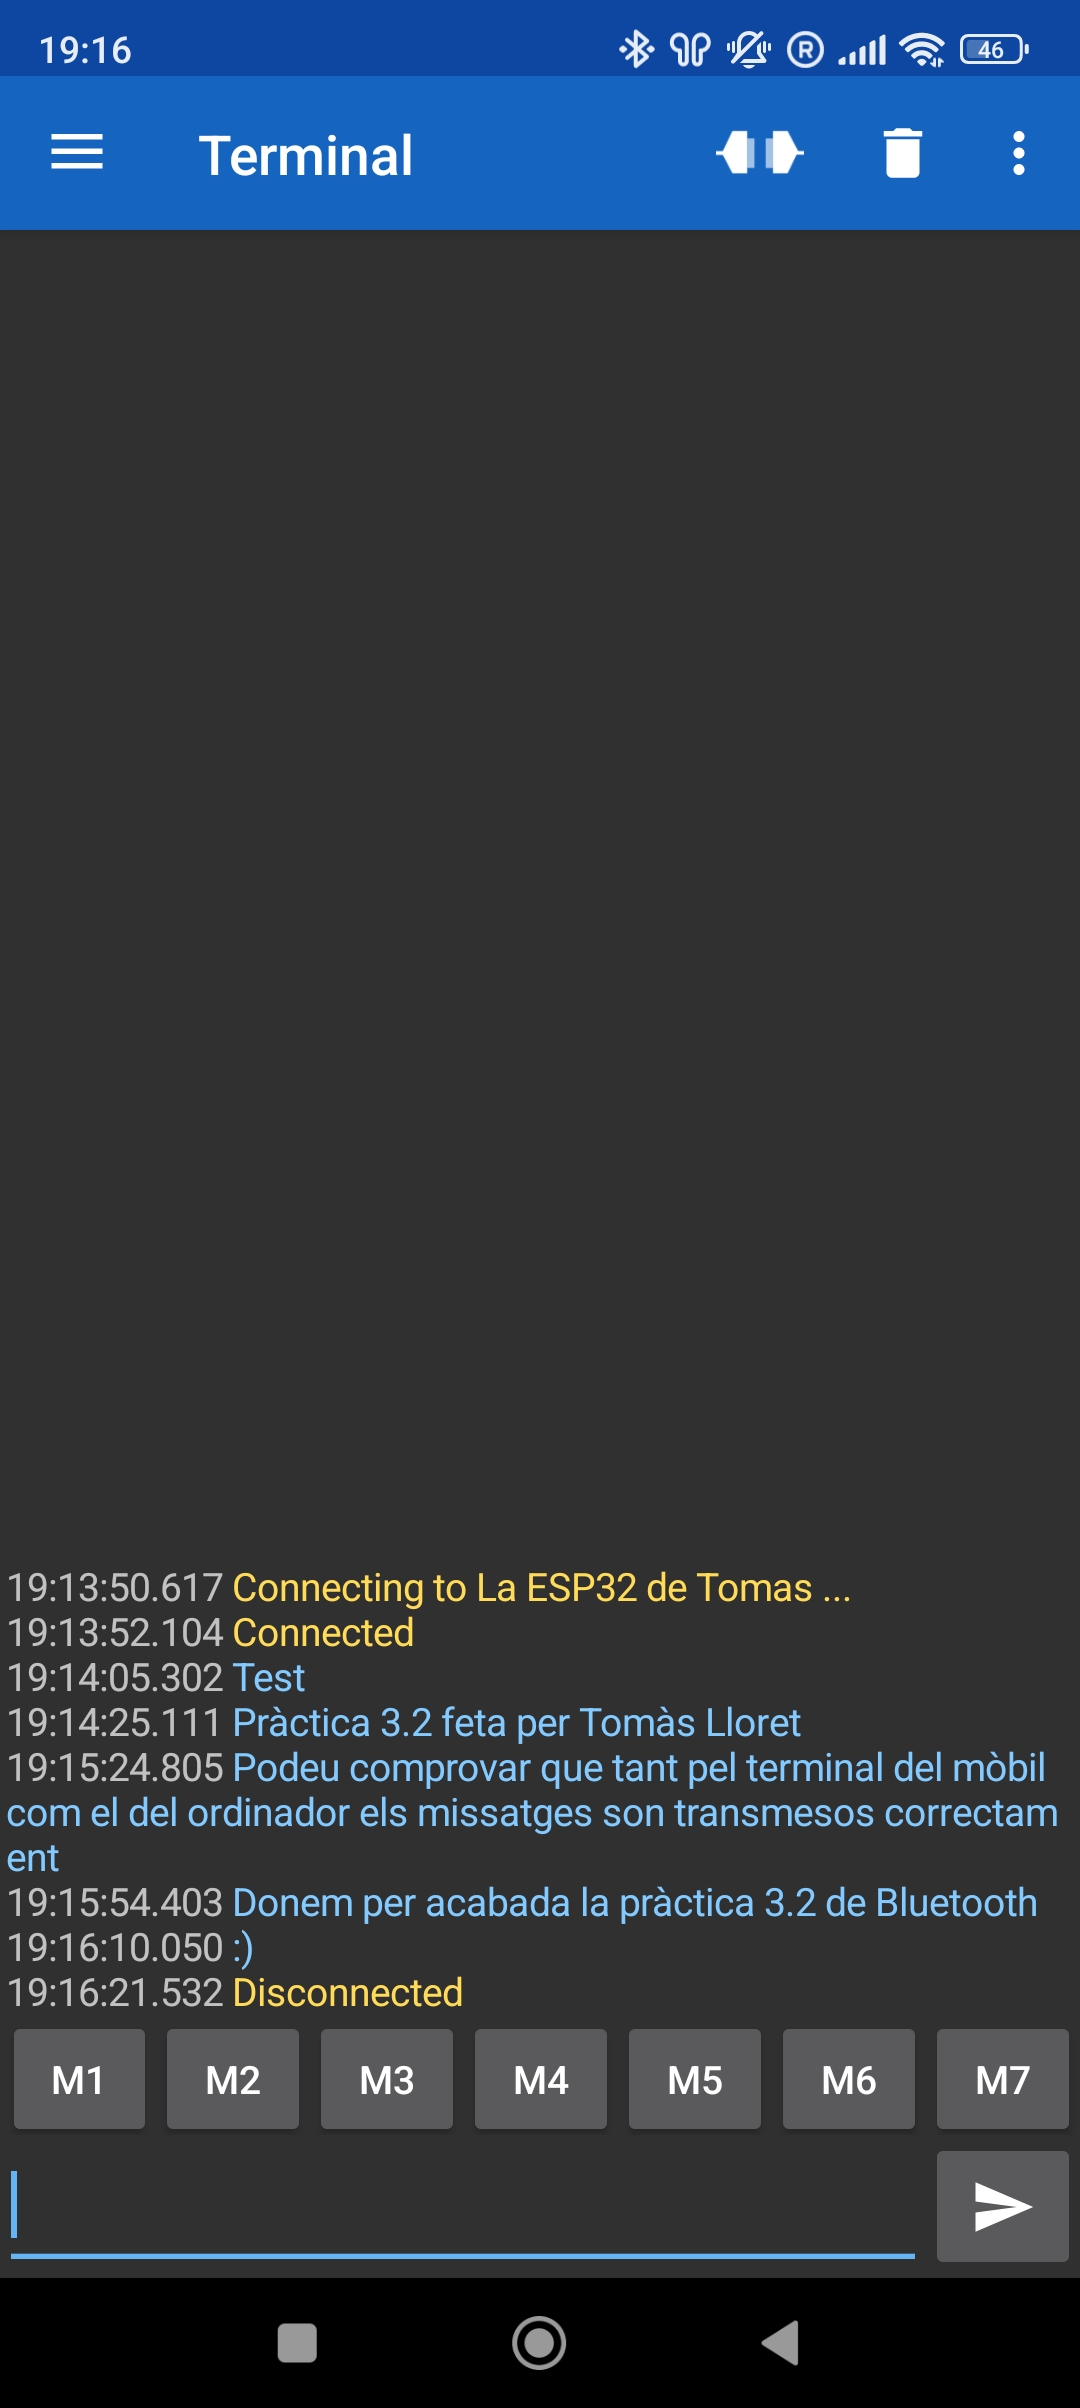 19:16
R
46
Terminal
19:13:50.617 Connecting to La ESP32 de Tomas ...
19:13:52.104 Connected
19:14:05.302 Test
19:14:25.111 Pràctica 3.2 feta per Tomàs Lloret
19:15:24.805 Podeu comprovar que tant pel terminal del mòbil
com el del ordinador els missatges son transmesos correctam
ent
19:15:54.403 Donem per acabada la pràctica 3.2 de Bluetooth
19:16:10.050 :)
19:16:21.532 Disconnected
M1 M2 M3 M4 M5 M6 M7